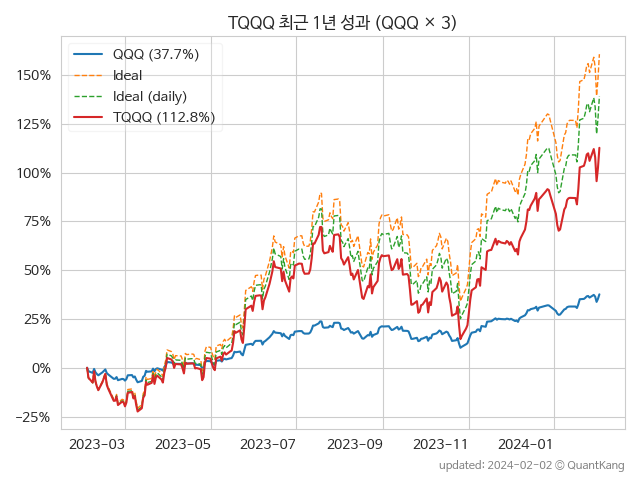 TQQQ 최근 1년 성과 (QQQ × 3)
QQQ (37.7%)
Ideal
Ideal (daily)
TQQQ (112.8%)
150%
125%
100%
75%
50%
25%
0%
−25%
2023-03 2023-05 2023-07 2023-09 2023-11 2024-01
updated: 2024-02-02 © QuantKang